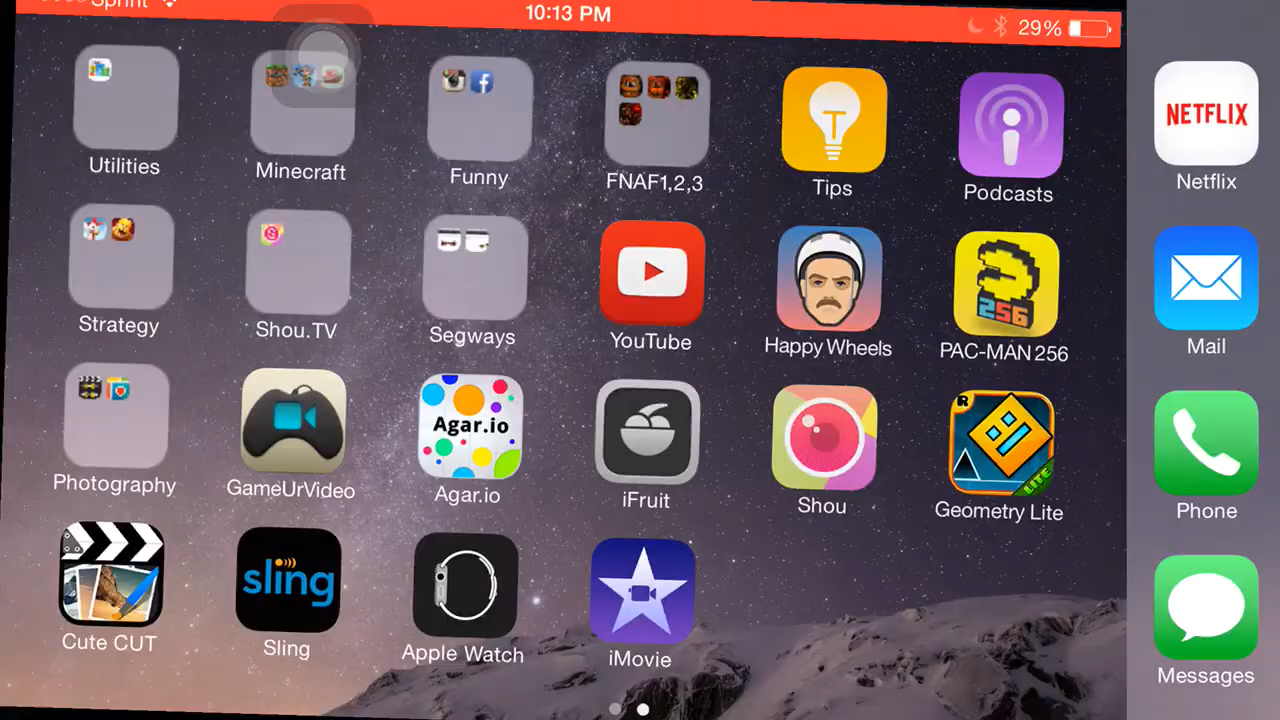 Sprint
10:13 PM
29%
Utilities
Minecraft
Funny
FNAF1,2,3
Tips
Podcasts
NETFLIX
Netflix
Strategy
Shou.TV
Segways
YouTube
Happy Wheels
256
PAC-MAN 256
Mail
Photography
GameUrVideo
Agar.io
Agar.io
iFruit
Shou
R
LITE
Geometry Lite
Phone
Cute CUT
sling
Sling
Apple Watch
iMovie
Messages